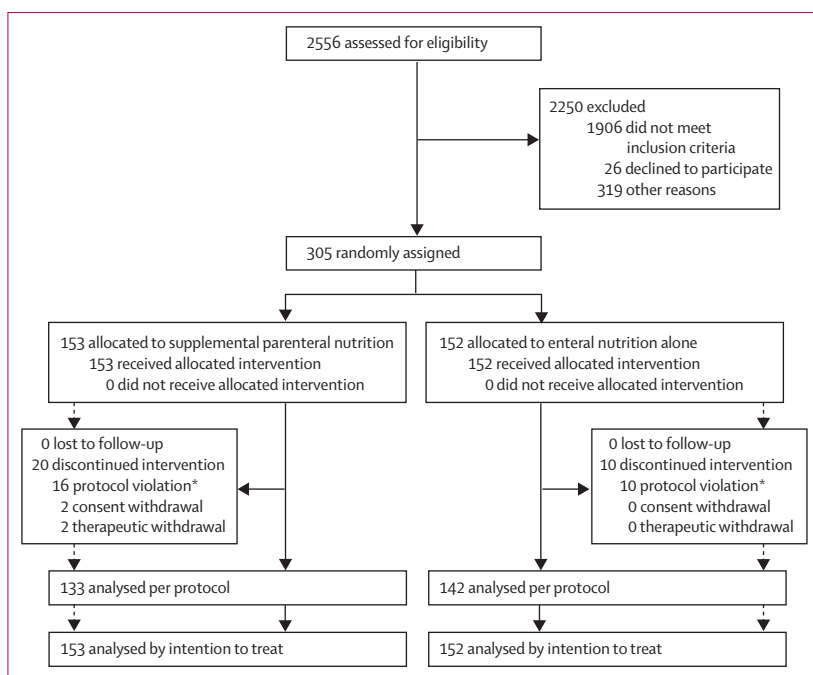 2556 assessed for eligibility
2250 excluded
1906 did not meet
inclusion criteria
26 declined to participate
319 other reasons
305 randomly assigned
153 allocated to supplemental parenteral nutrition
153 received allocated intervention
0 did not receive allocated intervention
152 allocated to enteral nutrition alone
152 received allocated intervention
0 did not receive allocated intervention
0 lost to follow-up
20 discontinued intervention
16 protocol violation*
2 consent withdrawal
2 therapeutic withdrawal
0 lost to follow-up
10 discontinued intervention
10 protocol violation*
0 consent withdrawal
0 therapeutic withdrawal
133 analysed per protocol
142 analysed per protocol
153 analysed by intention to treat
152 analysed by intention to treat